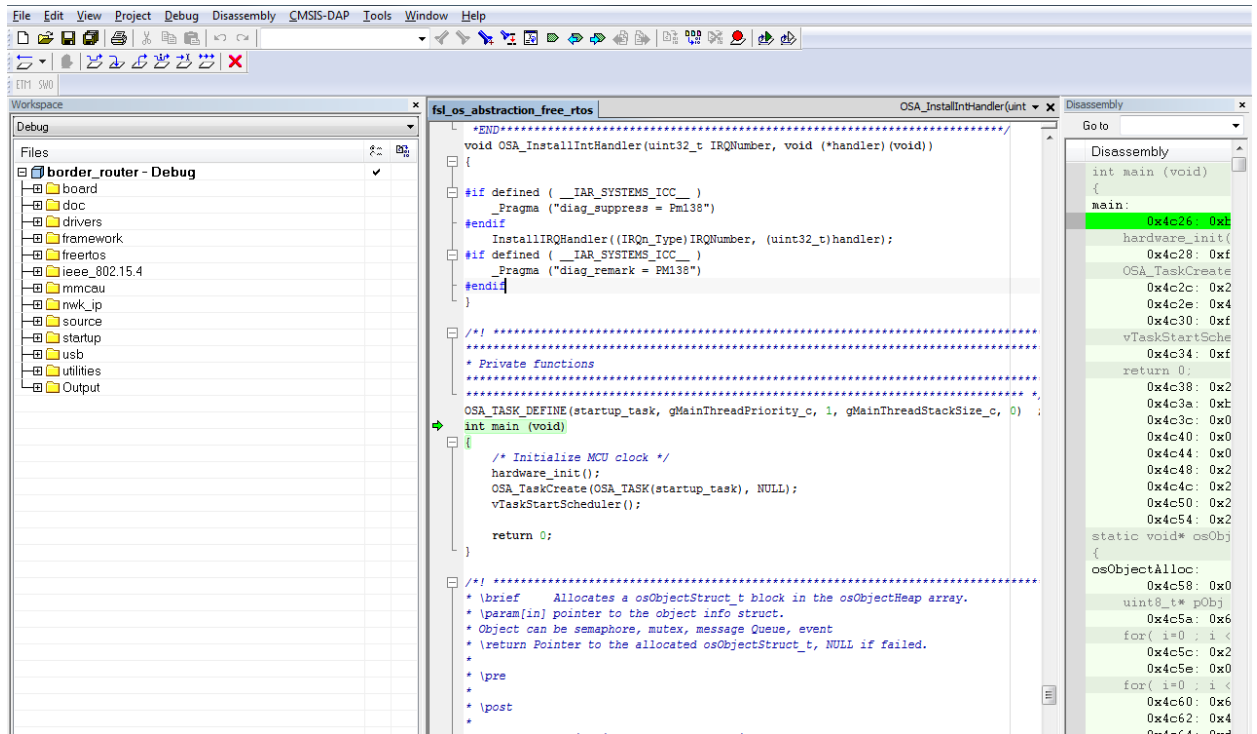 File Edit View Project Debug Disassembly CMSIS-DAP Tools Window Help
ETM SWO
Workspace
Debug
Files
border_router - Debug
board
doc
drivers
framework
freertos
ieee_802.15.4
mmcau
nwk_ip
source
startup
usb
utilities
Output
fsl_os_abstraction_free_rtos
OSA_InstallIntHandler(uint
*END***************************************************************************/
void OSA_InstallIntHandler(uint32_t IRQNumber, void (*handler)(void))
{
#if defined ( __IAR_SYSTEMS_ICC__ )
_Pragma ("diag_suppress = Pm138")
#endif
InstallIRQHandler((IRQn_Type)IRQNumber, (uint32_t)handler);
#if defined ( __IAR_SYSTEMS_ICC__ )
_Pragma ("diag_remark = PM138")
#endif
}
/*! *********************************************************************************
*************************************************************************************
* Private functions
*************************************************************************************
********************************************************************************** *
OSA_TASK_DEFINE(startup_task, gMainThreadPriority_c, 1, gMainThreadStackSize_c, 0) ;
int main (void)
{
/* Initialize MCU clock */
hardware_init();
OSA_TaskCreate(OSA_TASK(startup_task), NULL);
vTaskStartScheduler();
return 0;
}
/*! *********************************************************************************
* \brief Allocates a osObjectStruct_t block in the osObjectHeap array.
* \param[in] pointer to the object info struct.
* Object can be semaphore, mutex, message Queue, event
* \return Pointer to the allocated osObjectStruct_t, NULL if failed.
*
* \pre
*
* \post
*
Disassembly
Go to
Disassembly
int main (void)
{
main:
0x4c26: 0xb
hardware_init(
0x4c28: 0xf
OSA_TaskCreate
0x4c2c: 0x2
0x4c2e: 0x4
0x4c30: 0xf
vTaskStartSche
0x4c34: 0xf
return 0;
0x4c38: 0x2
0x4c3a: 0xb
0x4c3c: 0x0
0x4c40: 0x0
0x4c44: 0x0
0x4c48: 0x2
0x4c4c: 0x2
0x4c50: 0x2
0x4c54: 0x2
static void* osObj
{
osObjectAlloc:
0x4c58: 0x0
uint8_t* pObj
0x4c5a: 0x6
for( i=0 ; i <
0x4c5c: 0x2
0x4c5e: 0x0
for( i=0 ; i <
0x4c60: 0x6
0x4c62: 0x4